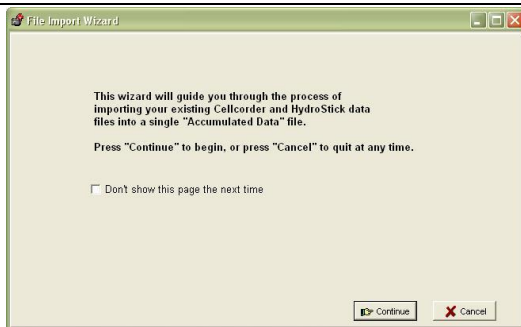 File Import Wizard
This wizard will guide you through the process of
importing your existing Cellcorder and HydroStick data
files into a single "Accumulated Data" file.
Press "Continue" to begin, or press "Cancel" to quit at any time.
Don't show this page the next time
Continue
Cancel